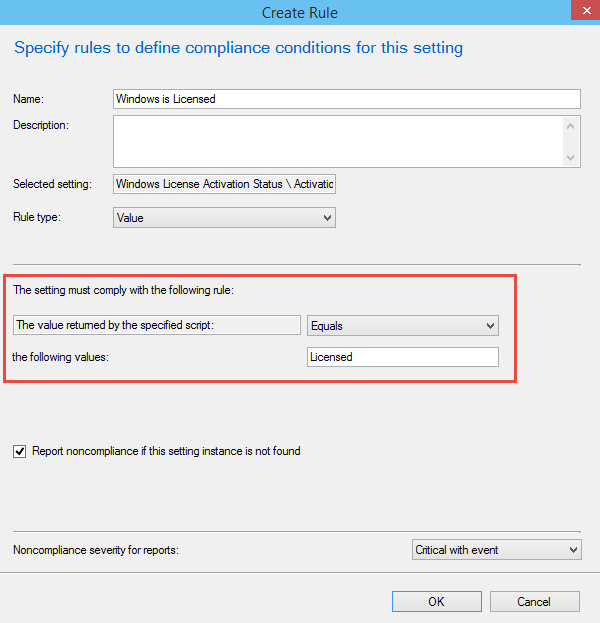 Create Rule
Specify rules to define compliance conditions for this setting
Name: Windows is Licensed
Description:
Selected setting: Windows License Activation Status \ Activatic
Rule type: Value
The setting must comply with the following rule:
The value returned by the specified script: Equals
the following values: Licensed
Report noncompliance if this setting instance is not found
Noncompliance severity for reports: Critical with event
OK Cancel